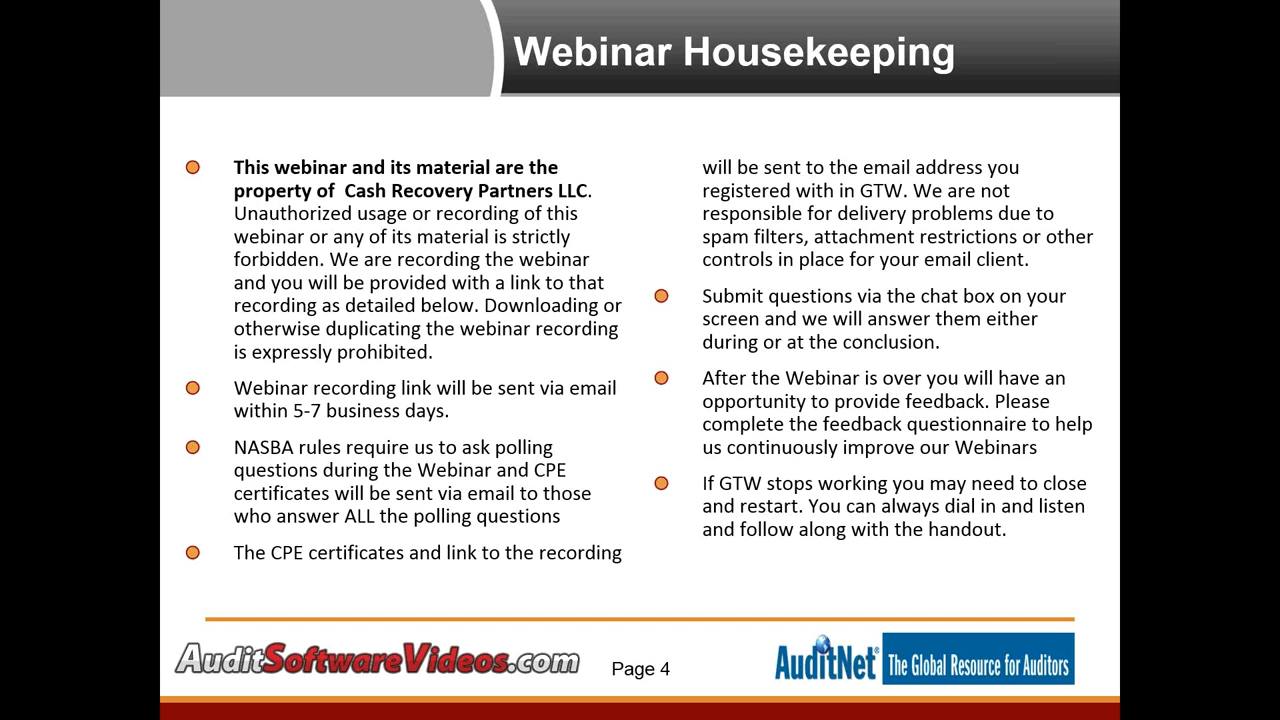 Webinar Housekeeping
This webinar and its material are the
property of  Cash Recovery Partners LLC.
Unauthorized usage or recording of this
webinar or any of its material is strictly
forbidden. We are recording the webinar
and you will be provided with a link to that
recording as detailed below. Downloading or
otherwise duplicating the webinar recording
is expressly prohibited.
Webinar recording link will be sent via email
within 5-7 business days.
NASBA rules require us to ask polling
questions during the Webinar and CPE
certificates will be sent via email to those
who answer ALL the polling questions
The CPE certificates and link to the recording
will be sent to the email address you
registered with in GTW. We are not
responsible for delivery problems due to
spam filters, attachment restrictions or other
controls in place for your email client.
Submit questions via the chat box on your
screen and we will answer them either
during or at the conclusion.
After the Webinar is over you will have an
opportunity to provide feedback. Please
complete the feedback questionnaire to help
us continuously improve our Webinars
If GTW stops working you may need to close
and restart. You can always dial in and listen
and follow along with the handout.
AuditSoftwareVideos.com
Page 4
AuditNet® The Global Resource for Auditors